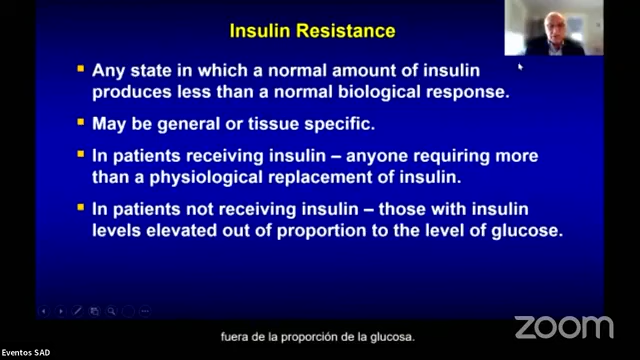 Insulin Resistance
Any state in which a normal amount of insulin
produces less than a normal biological response.
May be general or tissue specific.
In patients receiving insulin – anyone requiring more
than a physiological replacement of insulin.
In patients not receiving insulin – those with insulin
levels elevated out of proportion to the level of glucose.
zoom
fuera de la proporción de la glucosa.
Eventos SAD